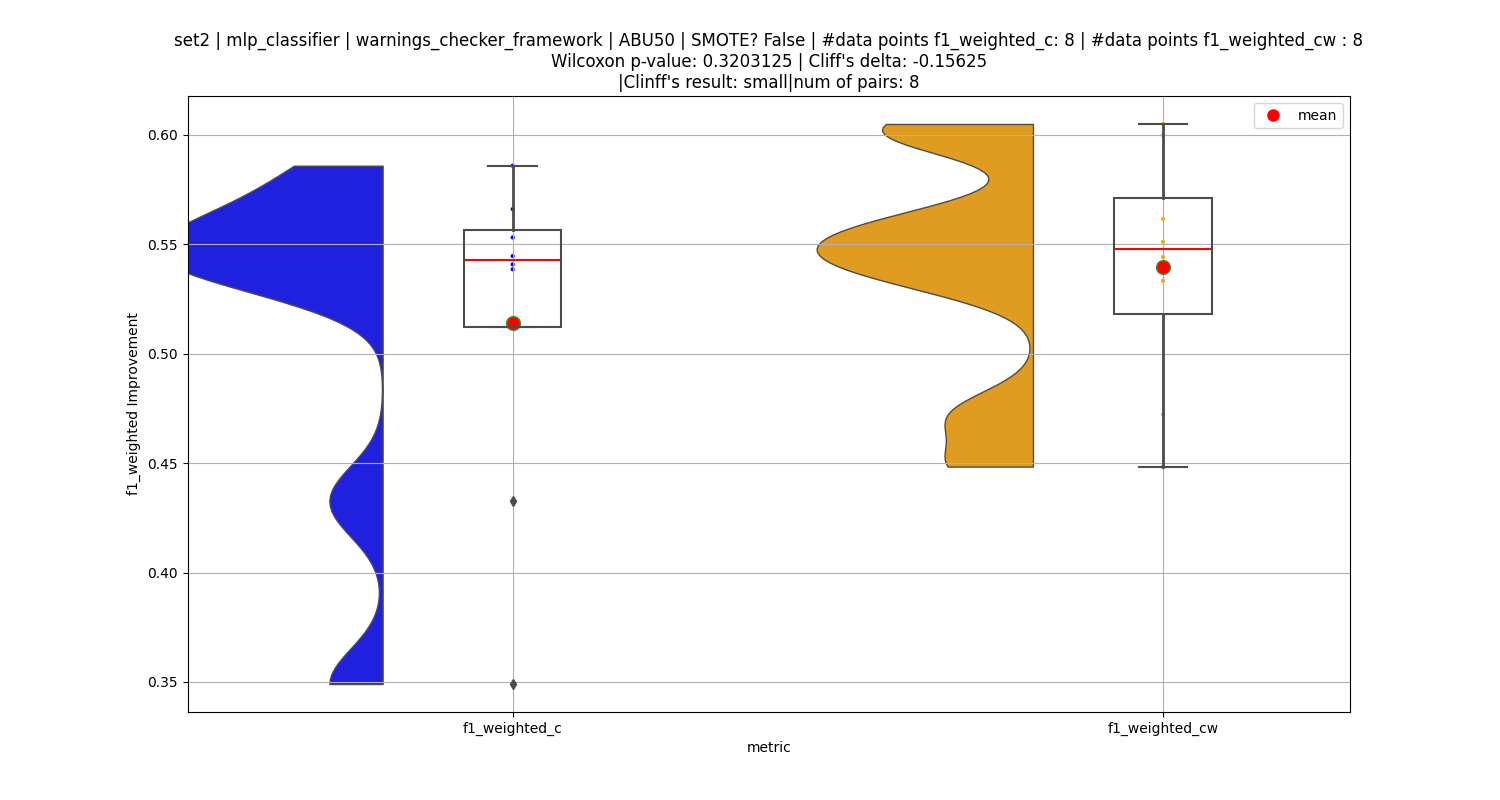 set2 | mlp_classifier | warnings_checker_framework | ABU50 | SMOTE? False | #data points f1_weighted_c: 8 | #data points f1_weighted_cw : 8
Wilcoxon p-value: 0.3203125 | Cliff's delta: -0.15625
|Clinff's result: small|num of pairs: 8
mean
0.60
0.55
0.50
0.45
0.40
0.35
f1_weighted Improvement
f1_weighted_c
f1_weighted_cw
metric